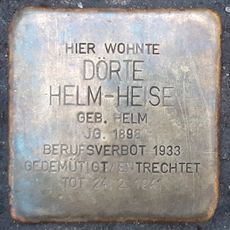 HIER WOHNTE
DÖRTE
HELM-HEISE
GEB. HELM
JG. 1898
BERUFSVERBOT 1933
GEDEMÜTIGT/ENTRECHTET
TOT 24.2.1941